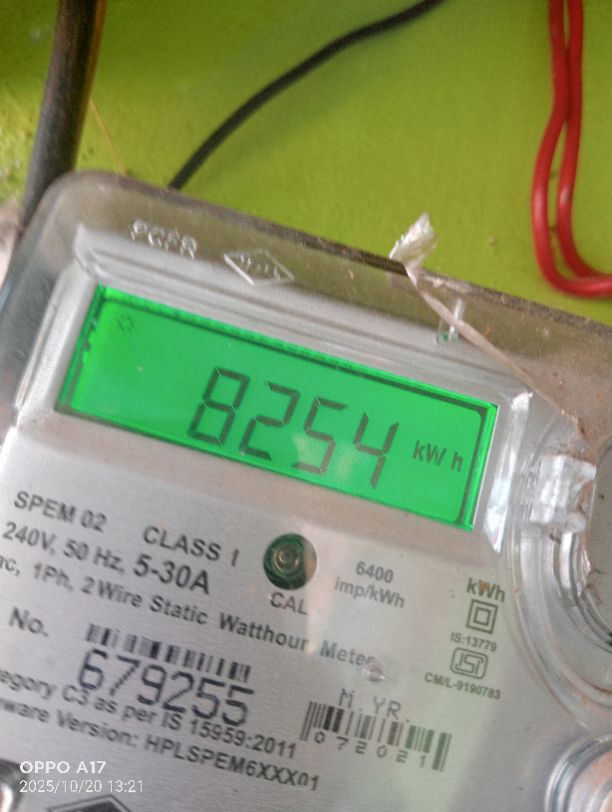 8254 kWh
SPEM 02 CLASS 1
240V, 50 Hz, 5-30A
6400
imp/kWh
CAL
kWh
1Ph, 2 Wire Static Watthour Meter
IS:13779
CM/L-9190783
No.
679255
M. YR.
072021
C3 as per IS 15959:2011
Version: HPLSPEM6XXX01
OPPO A17
2025/10/20 13:21